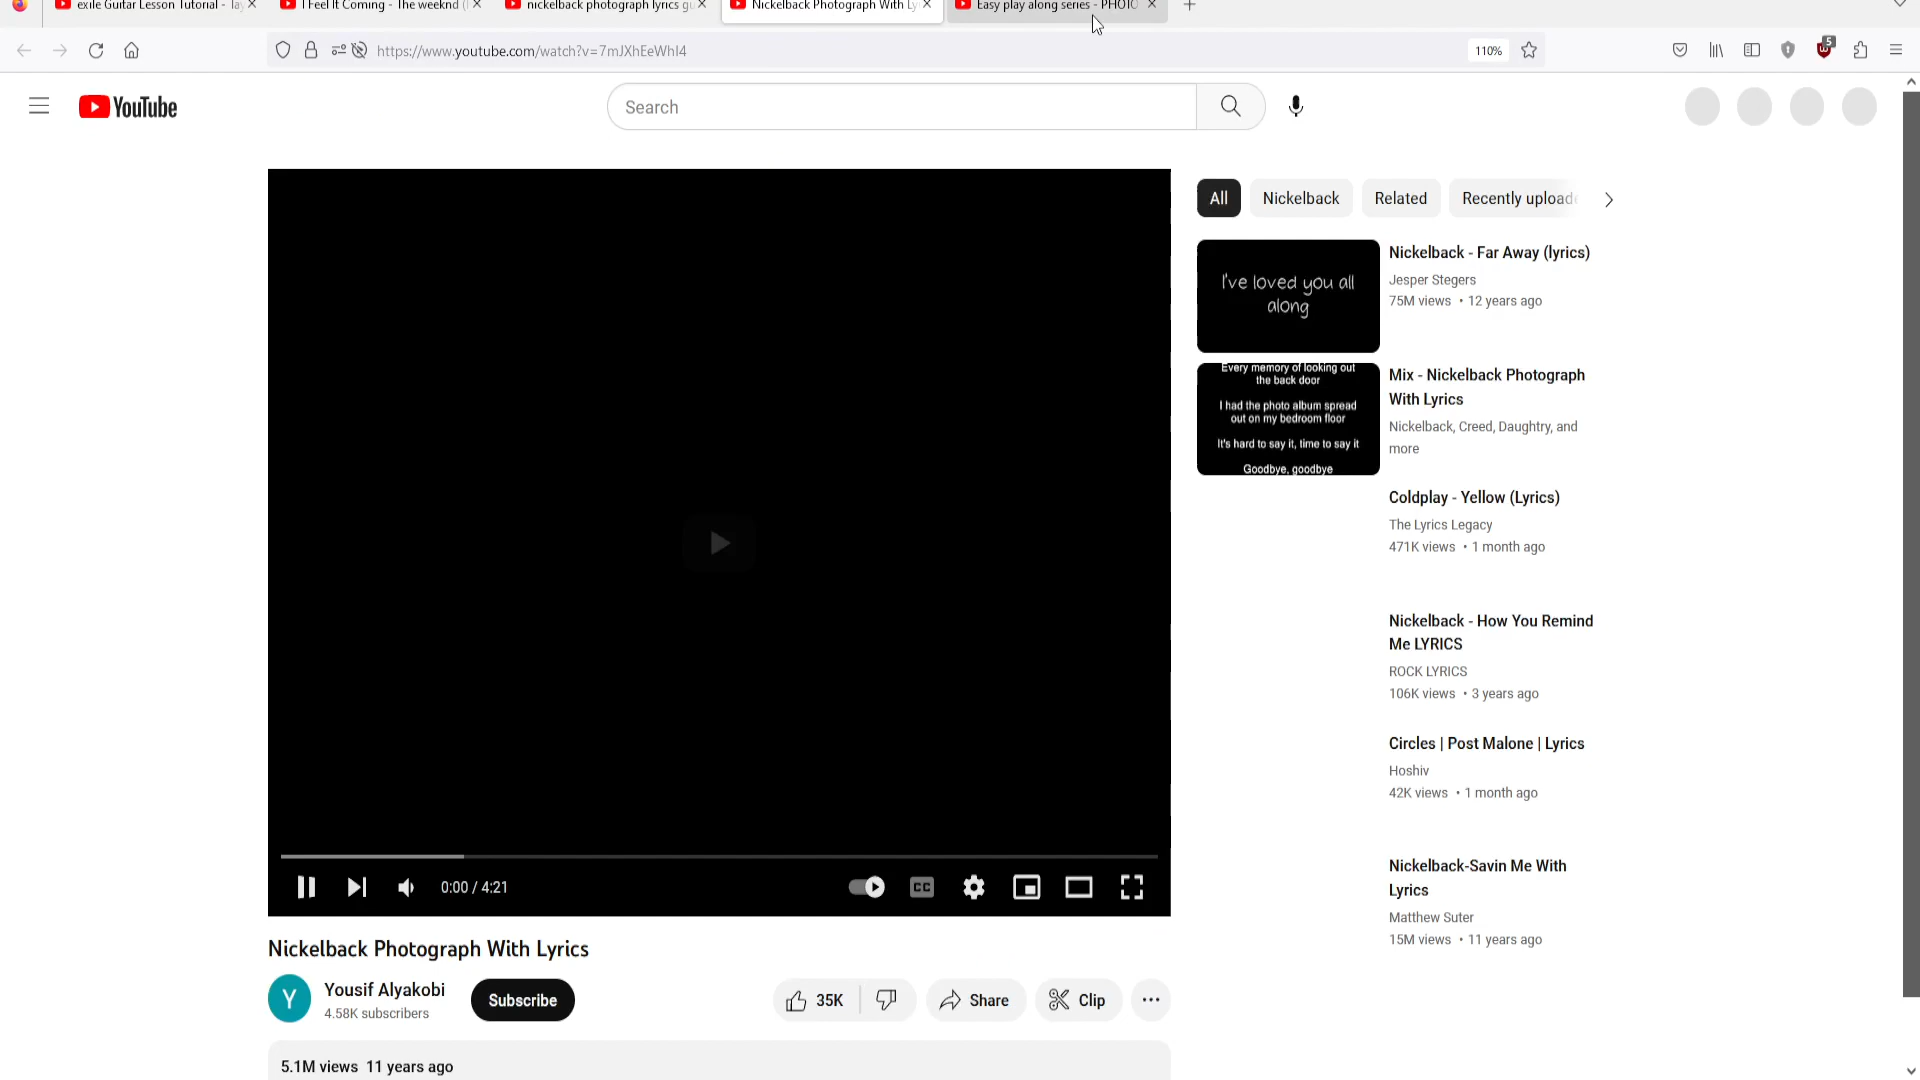 exile Guitar Lesson Tutorial - Tay
I Feel It Coming - The weeknd (
nickelback photograph lyrics gu
Nickelback Photograph With Ly
Easy play along series - PHOTO
https://www.youtube.com/watch?v=7mJXhEeWhI4
110%
5
YouTube
Search
All
Nickelback
Related
Recently uploade
I've loved you all
along
Nickelback - Far Away (lyrics)
Jesper Stegers
75M views • 12 years ago
Every memory of looking out
the back door
I had the photo album spread
out on my bedroom floor
It's hard to say it, time to say it
Goodbye, goodbye
Mix - Nickelback Photograph
With Lyrics
Nickelback, Creed, Daughtry, and
more
Coldplay - Yellow (Lyrics)
The Lyrics Legacy
471K views • 1 month ago
Nickelback - How You Remind
Me LYRICS
ROCK LYRICS
106K views • 3 years ago
Circles | Post Malone | Lyrics
Hoshiv
42K views • 1 month ago
Nickelback-Savin Me With
Lyrics
Matthew Suter
15M views • 11 years ago
0:00 / 4:21
CC
Nickelback Photograph With Lyrics
Y
Yousif Alyakobi
4.58K subscribers
Subscribe
35K
Share
Clip
5.1M views 11 years ago